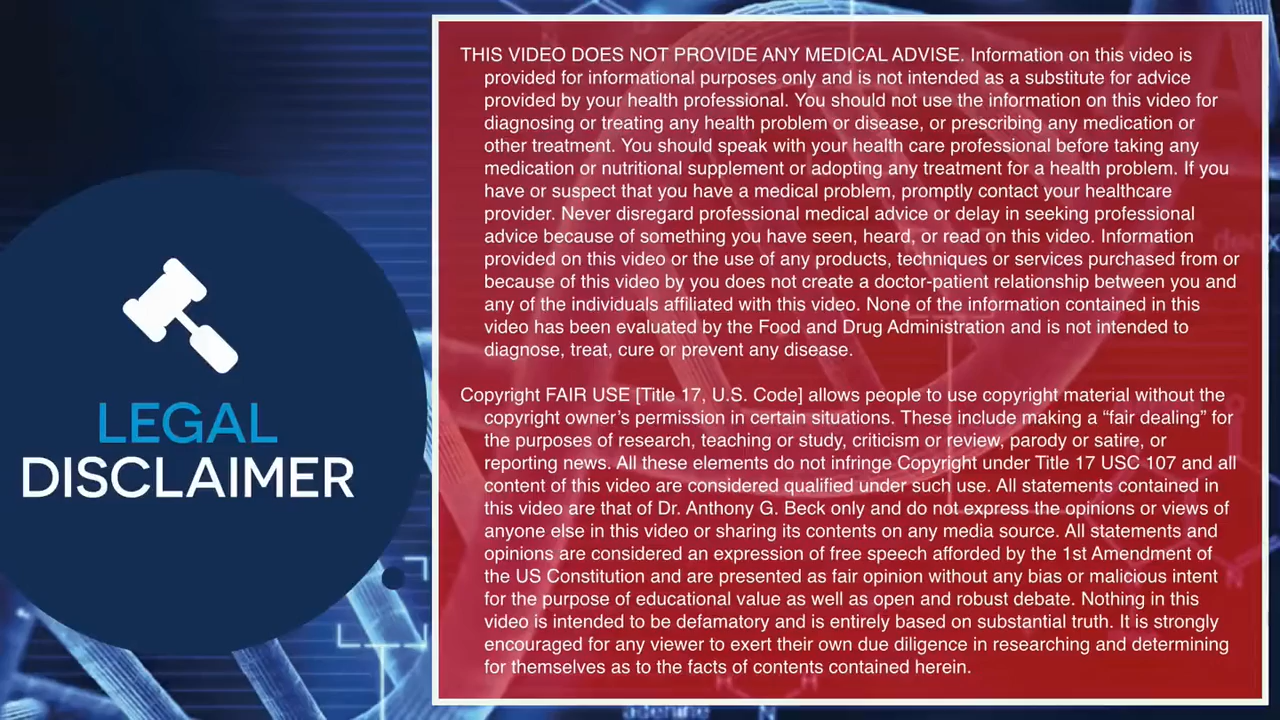 LEGAL
DISCLAIMER
THIS VIDEO DOES NOT PROVIDE ANY MEDICAL ADVISE. Information on this video is
provided for informational purposes only and is not intended as a substitute for advice
provided by your health professional. You should not use the information on this video for
diagnosing or treating any health problem or disease, or prescribing any medication or
other treatment. You should speak with your health care professional before taking any
medication or nutritional supplement or adopting any treatment for a health problem. If you
have or suspect that you have a medical problem, promptly contact your healthcare
provider. Never disregard professional medical advice or delay in seeking professional
advice because of something you have seen, heard, or read on this video. Information
provided on this video or the use of any products, techniques or services purchased from or
because of this video by you does not create a doctor-patient relationship between you and
any of the individuals affiliated with this video. None of the information contained in this
video has been evaluated by the Food and Drug Administration and is not intended to
diagnose, treat, cure or prevent any disease.
Copyright FAIR USE [Title 17, U.S. Code] allows people to use copyright material without the
copyright owner’s permission in certain situations. These include making a “fair dealing” for
the purposes of research, teaching or study, criticism or review, parody or satire, or
reporting news. All these elements do not infringe Copyright under Title 17 USC 107 and all
content of this video are considered qualified under such use. All statements contained in
this video are that of Dr. Anthony G. Beck only and do not express the opinions or views of
anyone else in this video or sharing its contents on any media source. All statements and
opinions are considered an expression of free speech afforded by the 1st Amendment of
the US Constitution and are presented as fair opinion without any bias or malicious intent
for the purpose of educational value as well as open and robust debate. Nothing in this
video is intended to be defamatory and is entirely based on substantial truth. It is strongly
encouraged for any viewer to exert their own due diligence in researching and determining
for themselves as to the facts of contents contained herein.
adenine
N